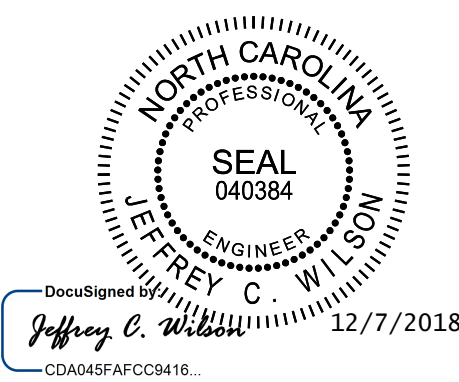 NORTH CAROLINA
PROFESSIONAL
SEAL
040384
ENGINEER
JEFFREY C. WILSON
DocuSigned by:
Jeffrey C. Wilson
12/7/2018
CDA045FAFCC9416...